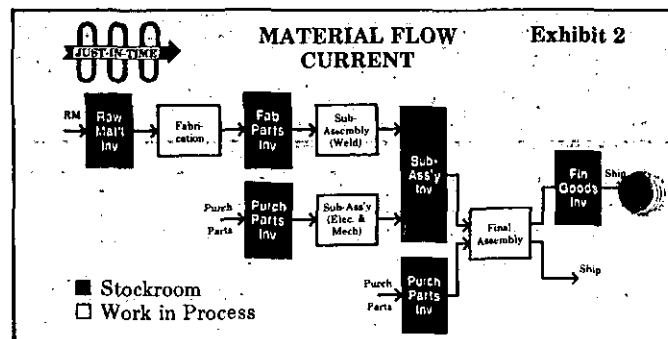 JUST-IN-TIME
MATERIAL FLOW
CURRENT
Exhibit 2
RM
Raw
Mat'l
Inv
Fabri-
cation
Fab
Parts
Inv
Sub-
Assembly
(Weld)
Sub-
Ass'y
Inv
Purch
Parts
Purch
Parts
Inv
Sub-Ass'y
(Elec. &
Mech)
Fin
Goods
Inv
Ship
Final
Assembly
Ship
Purch
Parts
Purch
Parts
Inv
Stockroom
Work in Process